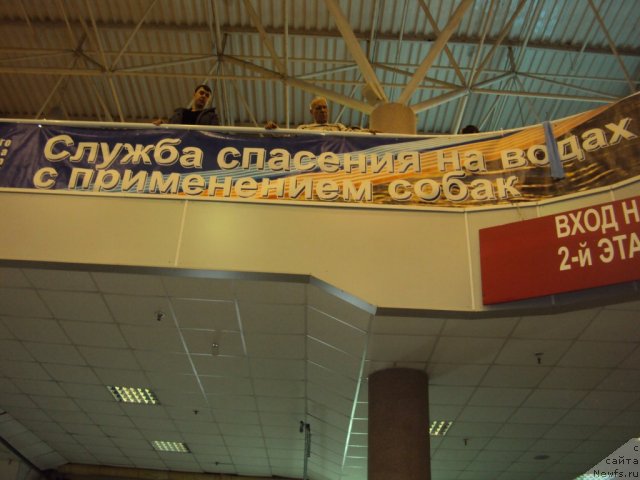 Служба спасения на водах
с применением собак
ВХОД Н
2-й ЭТА
с
сайта
Newfs.ru